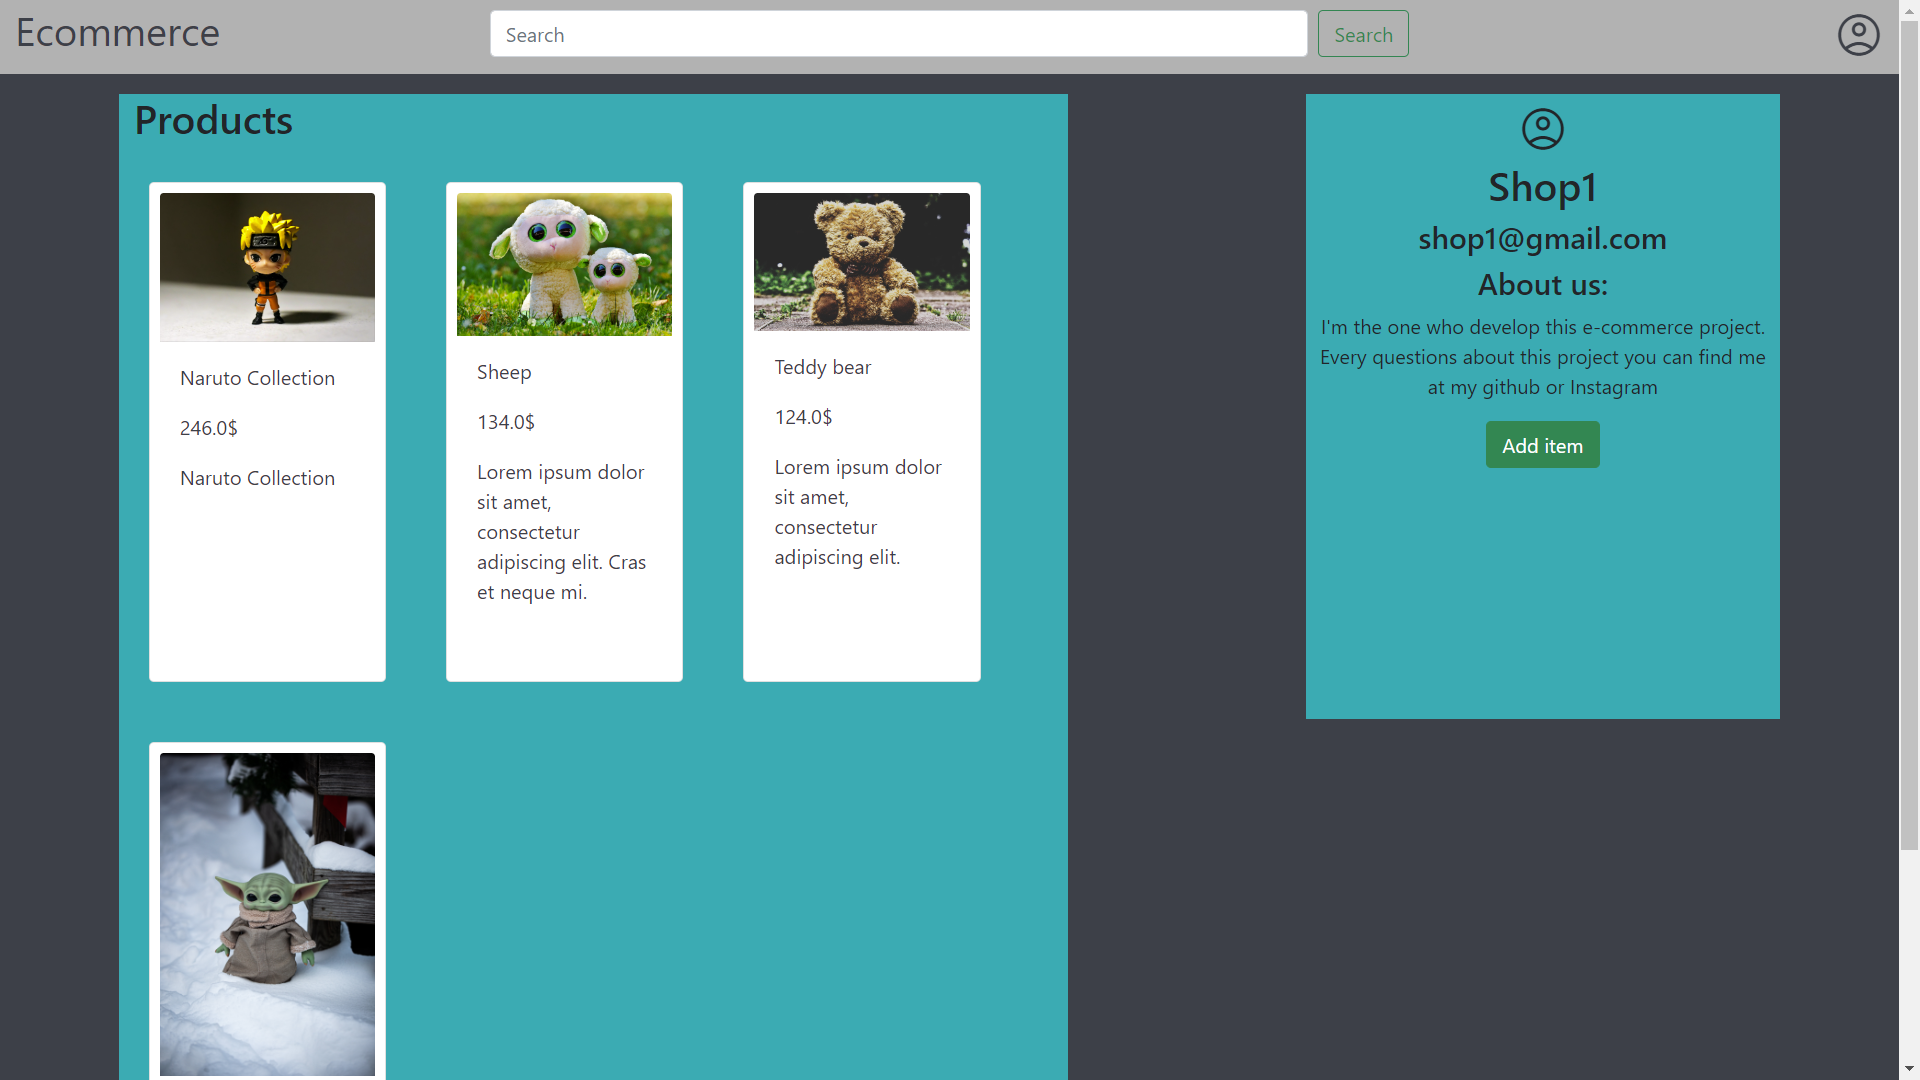 Ecommerce
Search
Search
Products
Naruto Collection
246.0$
Naruto Collection
Sheep
134.0$
Lorem ipsum dolor
sit amet,
consectetur
adipiscing elit. Cras
et neque mi.
Teddy bear
124.0$
Lorem ipsum dolor
sit amet,
consectetur
adipiscing elit.
Shop1
shop1@gmail.com
About us:
I'm the one who develop this e-commerce project.
Every questions about this project you can find me
at my github or Instagram
Add item